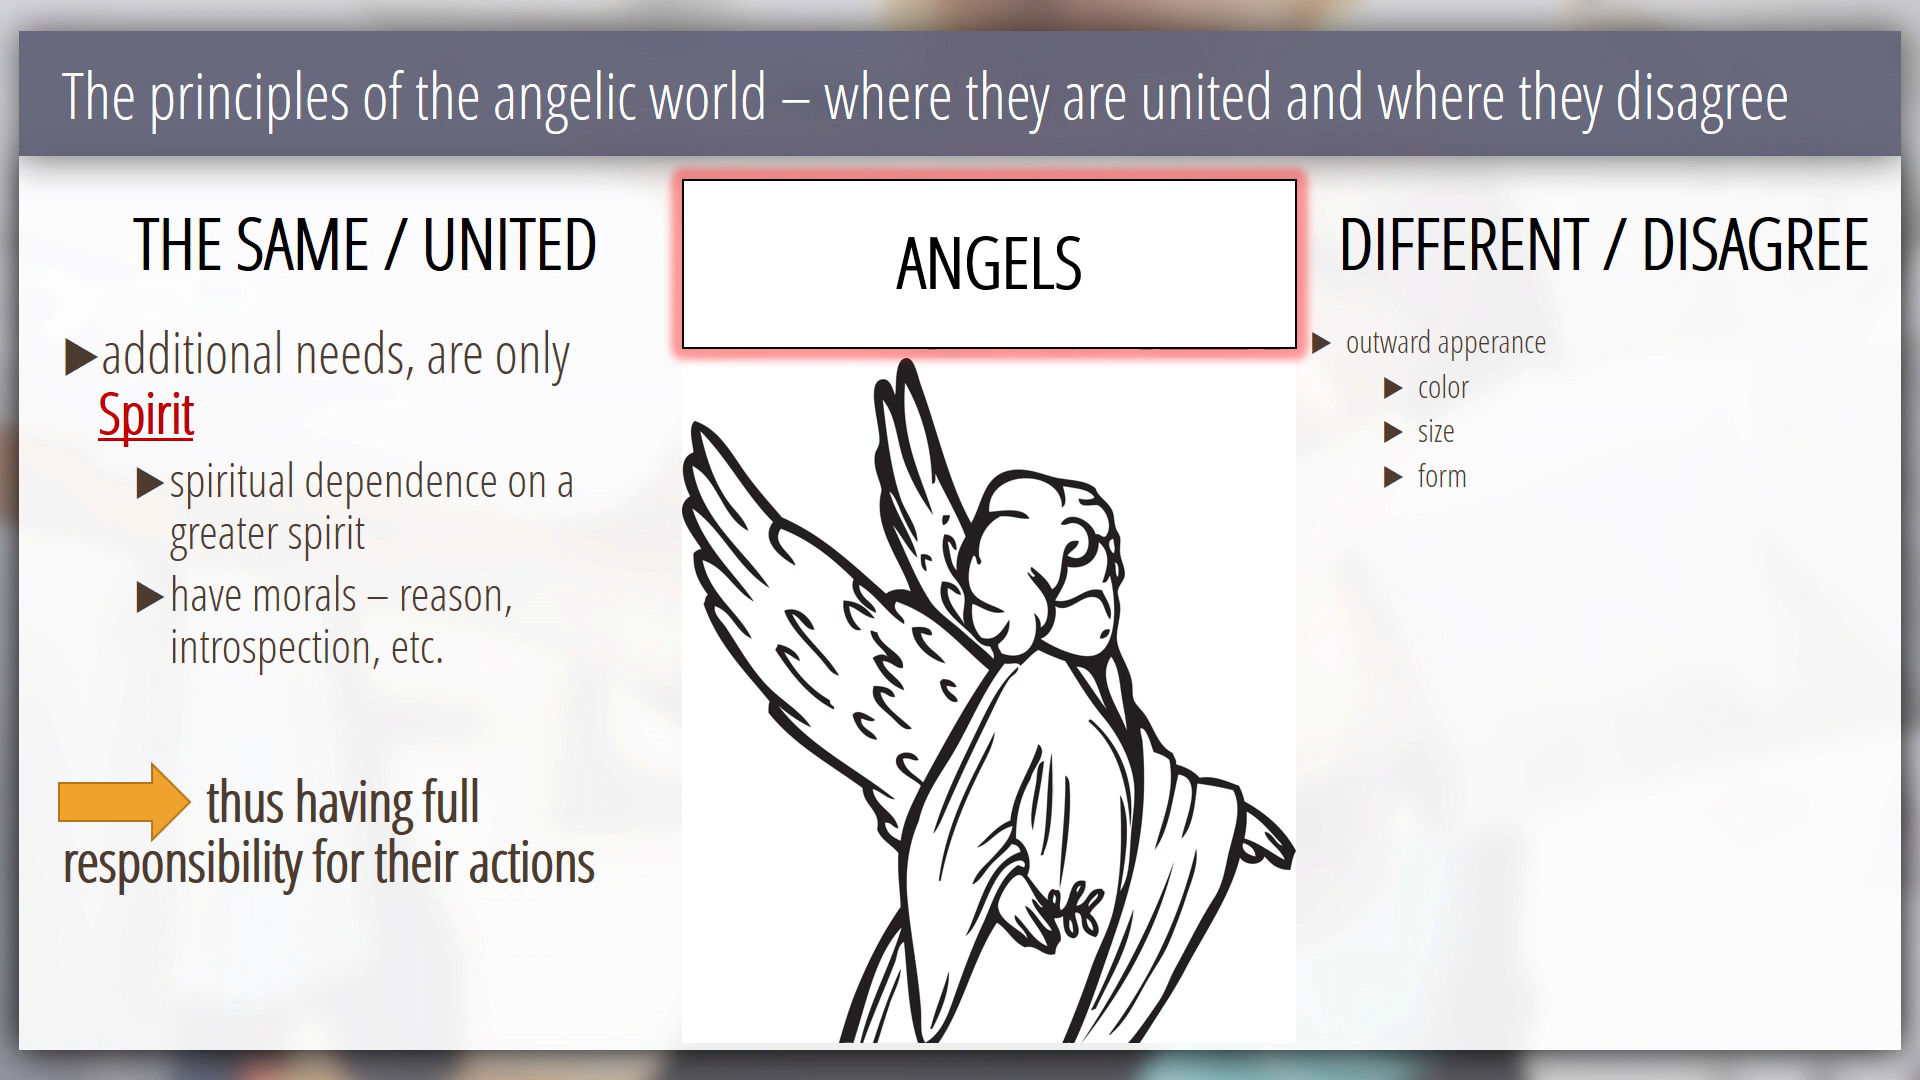 The principles of the angelic world – where they are united and where they disagree
THE SAME / UNITED
▶additional needs, are only
Spirit
▶spiritual dependence on a
greater spirit
▶have morals – reason,
introspection, etc.
thus having full
responsibility for their actions
ANGELS
DIFFERENT / DISAGREE
▶ outward apperance
▶ color
▶ size
▶ form